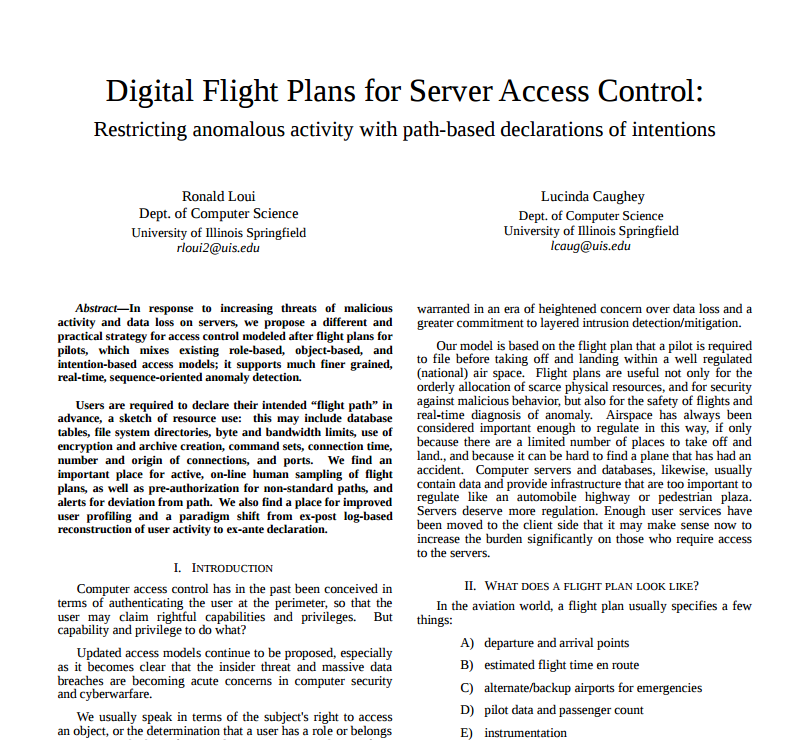 Digital Flight Plans for Server Access Control:
Restricting anomalous activity with path-based declarations of intentions
Ronald Loui
Dept. of Computer Science
University of Illinois Springfield
rloui2@uis.edu
Lucinda Caughey
Dept. of Computer Science
University of Illinois Springfield
lcaug@uis.edu
Abstract—In response to increasing threats of malicious
activity and data loss on servers, we propose a different and
practical strategy for access control modeled after flight plans for
pilots, which mixes existing role-based, object-based, and
intention-based access models; it supports much finer grained,
real-time, sequence-oriented anomaly detection.
Users are required to declare their intended “flight path” in
advance, a sketch of resource use: this may include database
tables, file system directories, byte and bandwidth limits, use of
encryption and archive creation, command sets, connection time,
number and origin of connections, and ports. We find an
important place for active, on-line human sampling of flight
plans, as well as pre-authorization for non-standard paths, and
alerts for deviation from path. We also find a place for improved
user profiling and a paradigm shift from ex-post log-based
reconstruction of user activity to ex-ante declaration.
I. INTRODUCTION
Computer access control has in the past been conceived in
terms of authenticating the user at the perimeter, so that the
user may claim rightful capabilities and privileges. But
capability and privilege to do what?
Updated access models continue to be proposed, especially
as it becomes clear that the insider threat and massive data
breaches are becoming acute concerns in computer security
and cyberwarfare.
We usually speak in terms of the subject's right to access
an object, or the determination that a user has a role or belongs
warranted in an era of heightened concern over data loss and a
greater commitment to layered intrusion detection/mitigation.
Our model is based on the flight plan that a pilot is required
to file before taking off and landing within a well regulated
(national) air space. Flight plans are useful not only for the
orderly allocation of scarce physical resources, and for security
against malicious behavior, but also for the safety of flights and
real-time diagnosis of anomaly. Airspace has always been
considered important enough to regulate in this way, if only
because there are a limited number of places to take off and
land., and because it can be hard to find a plane that has had an
accident. Computer servers and databases, likewise, usually
contain data and provide infrastructure that are too important to
regulate like an automobile highway or pedestrian plaza.
Servers deserve more regulation. Enough user services have
been moved to the client side that it may make sense now to
increase the burden significantly on those who require access
to the servers.
II. WHAT DOES A FLIGHT PLAN LOOK LIKE?
In the aviation world, a flight plan usually specifies a few
things:
A) departure and arrival points
B) estimated flight time en route
C) alternate/backup airports for emergencies
D) pilot data and passenger count
E) instrumentation